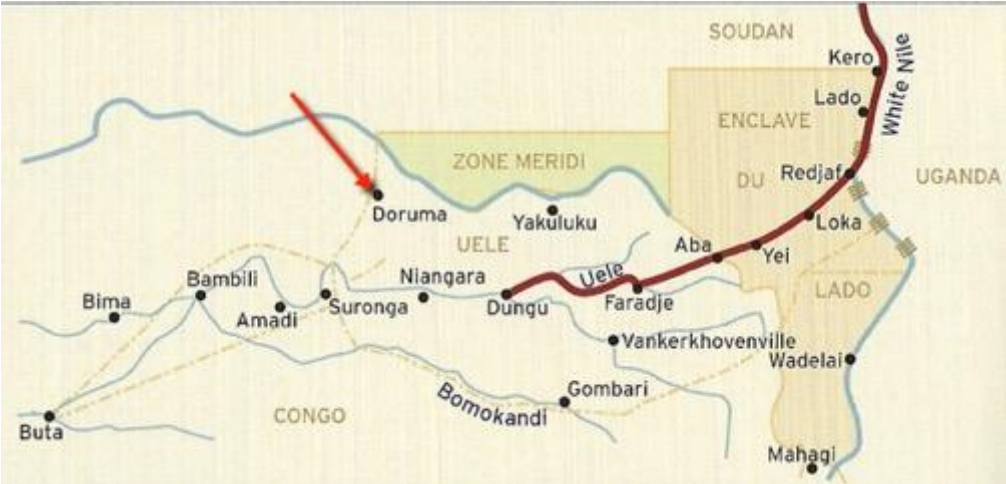 SOUDAN
Kero
White Nile
Lado
ENCLAVE
ZONE MERIDI
DU
Redjaf
UGANDA
Doruma
Yakuluku
Loka
UELE
Aba
Yei
Bambili
Niangara
Uele
Bima
Amadi
Suronga
Dungu
Faradje
LADO
Vankerkhovenville
Wadelai
Gombari
Bomokandi
CONGO
Buta
Mahagi